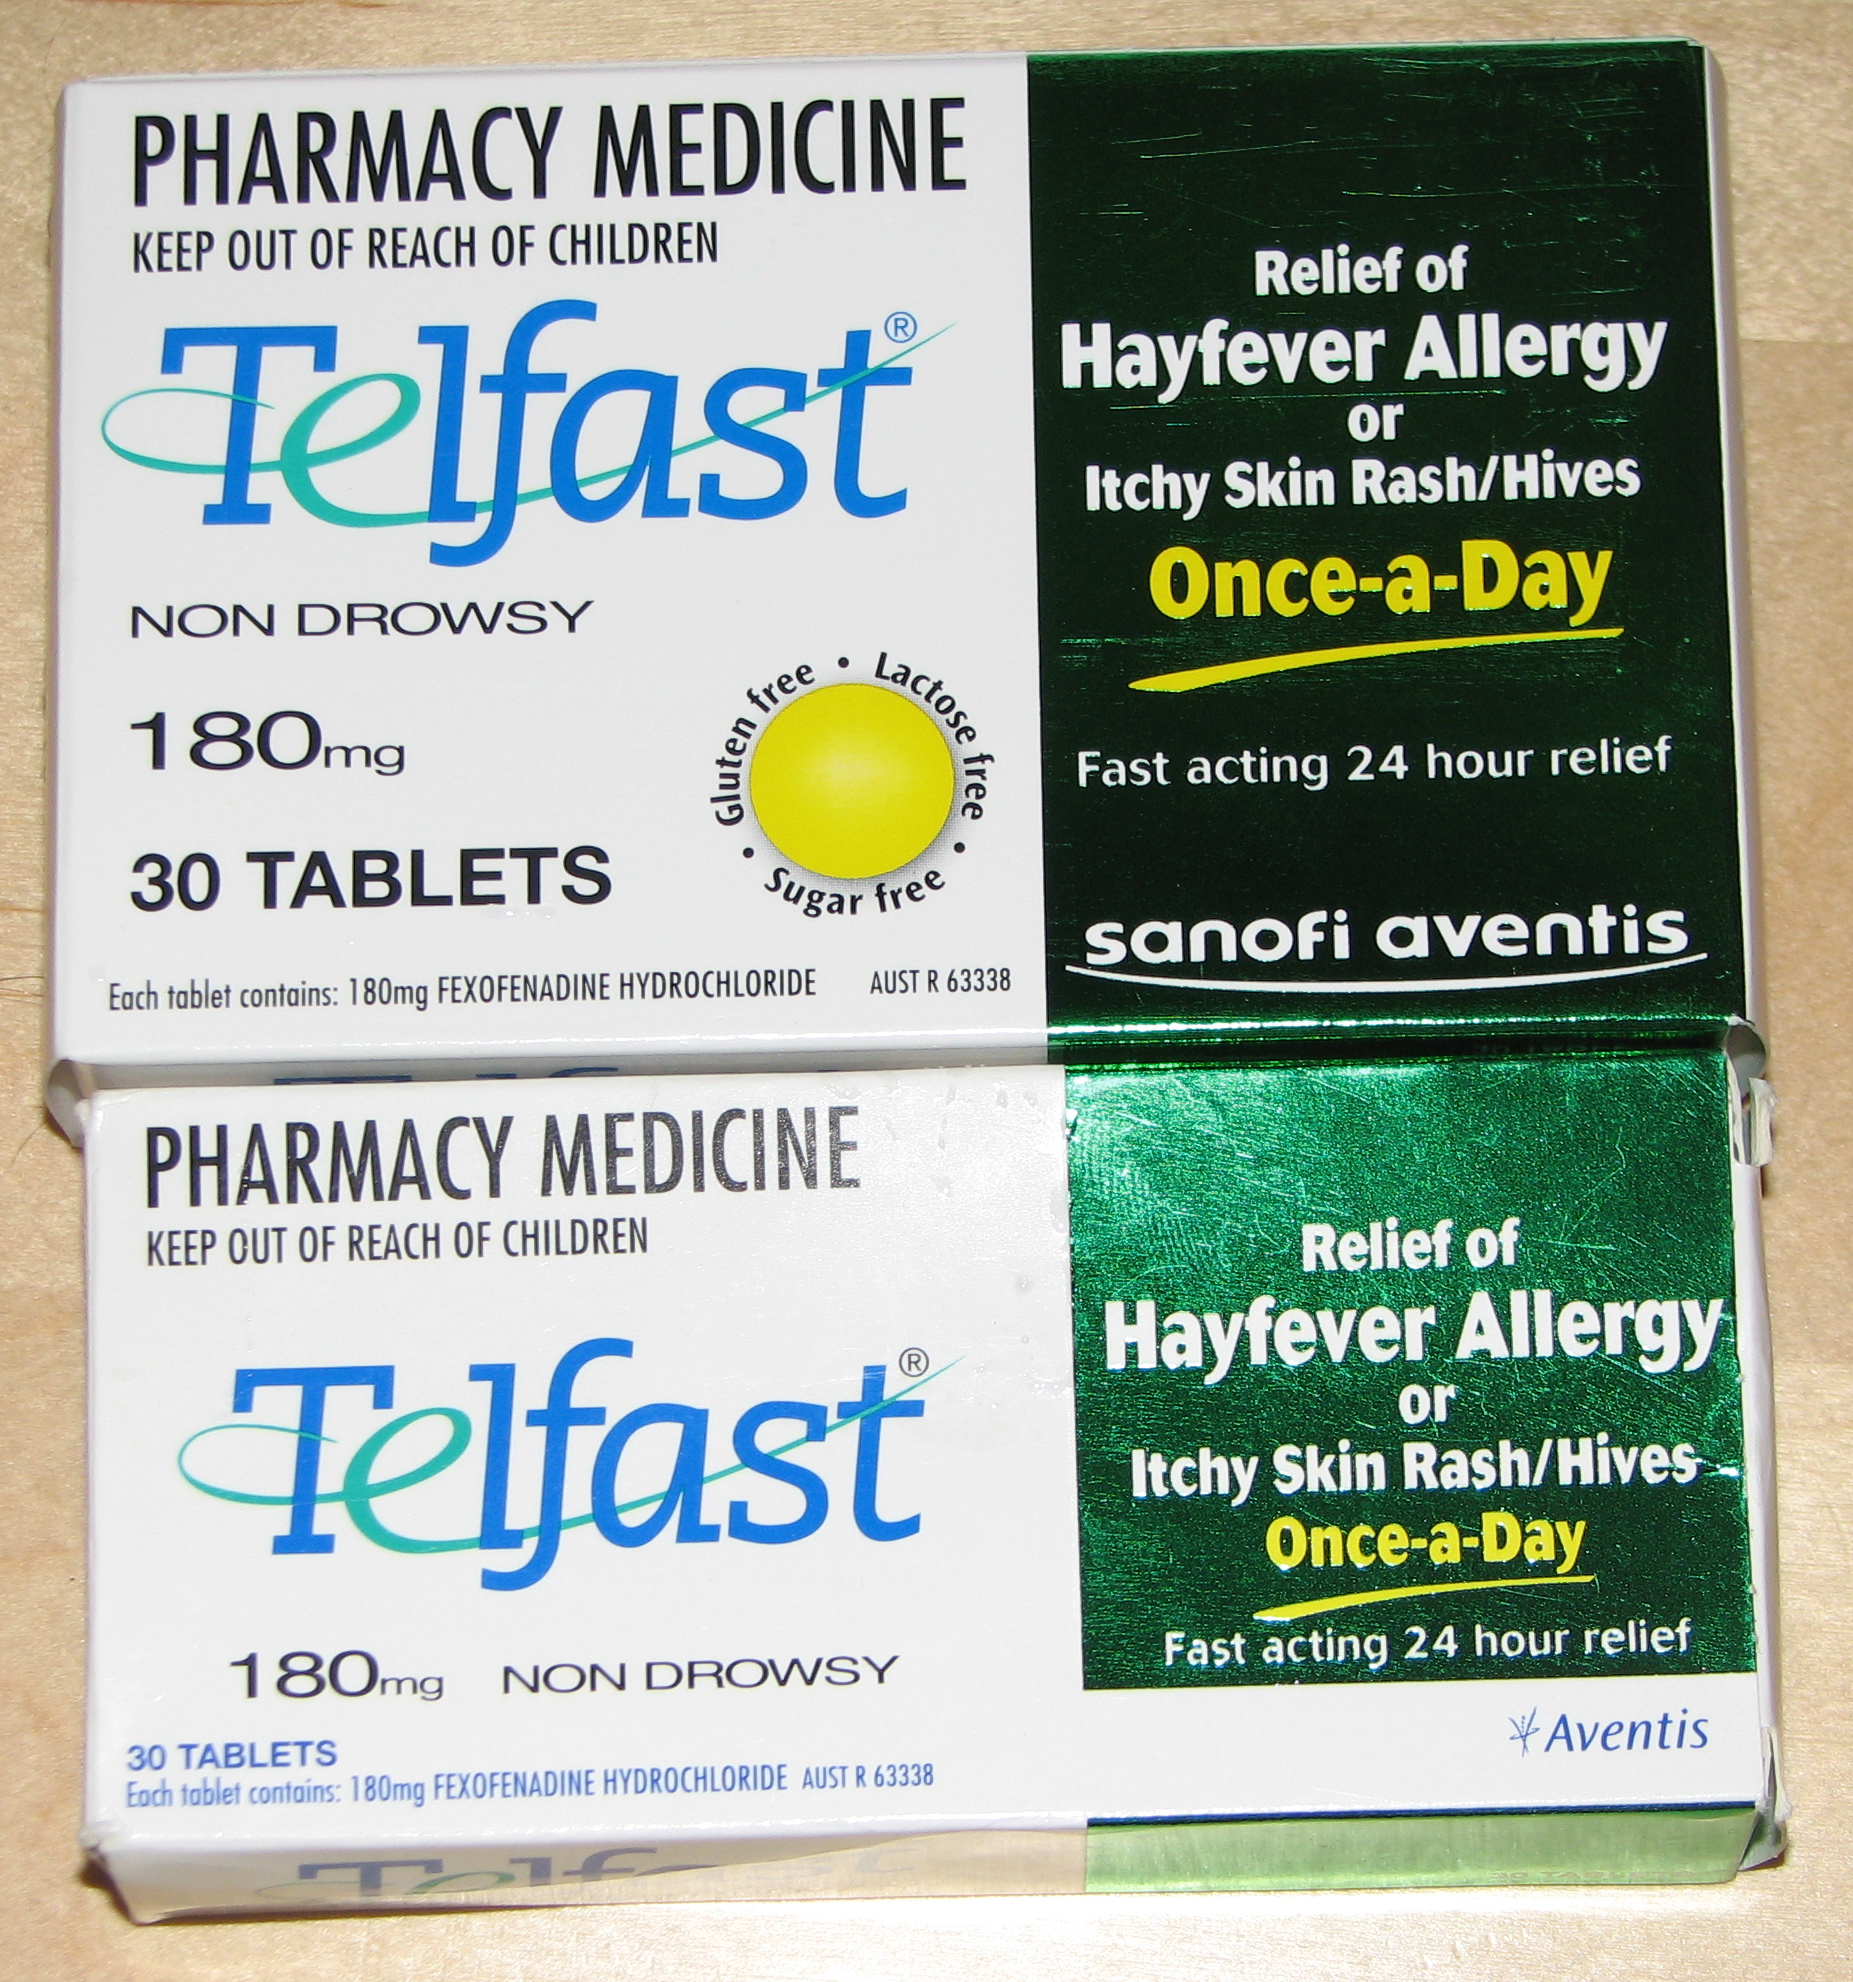 PHARMACY MEDICINE
KEEP OUT OF REACH OF CHILDREN
Telfast®
NON DROWSY
180mg
30 TABLETS
Gluten free • Lactose free • Sugar free •
Each tablet contains: 180mg FEXOFENADINE HYDROCHLORIDE AUST R 63338
Relief of
Hayfever Allergy
or
Itchy Skin Rash/Hives
Once-a-Day
Fast acting 24 hour relief
sanofi aventis
PHARMACY MEDICINE
KEEP OUT OF REACH OF CHILDREN
Telfast®
180mg NON DROWSY
30 TABLETS
Each tablet contains: 180mg FEXOFENADINE HYDROCHLORIDE AUST R 63338
Relief of
Hayfever Allergy
or
Itchy Skin Rash/Hives
Once-a-Day
Fast acting 24 hour relief
Aventis
Telfast
30 TABLETS